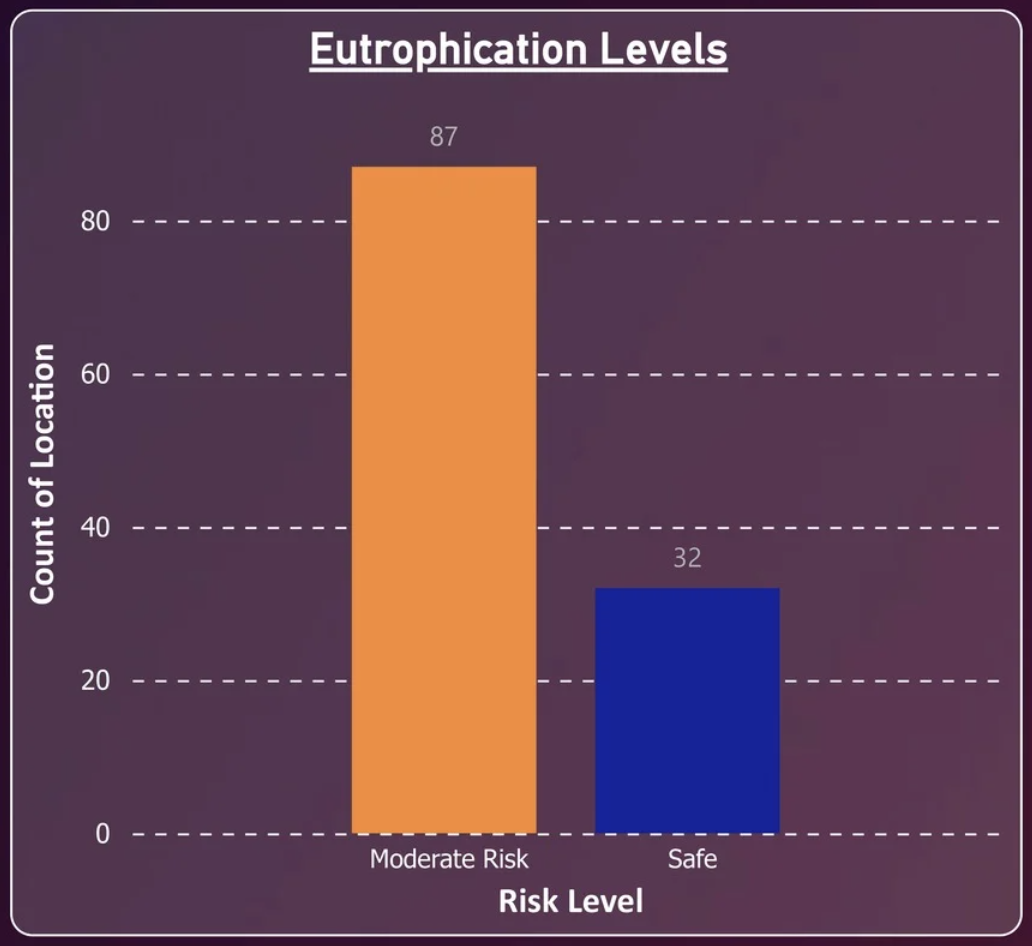 Eutrophication Levels
87
80
60
40
32
20
0
Count of Location
Moderate Risk
Safe
Risk Level